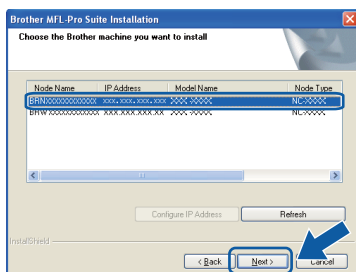 Brother MFL-Pro Suite Installation
Choose the Brother machine you want to install
Node Name IP Address Model Name Node Type
BRNXXXXXXXXXXXX xxx.xxx.xxx.xxx XXX-XXXX NC-XXXX
BRWXXXXXXXXXXXX XXX.XXX.XXX.XX XXX-XXXX NC-XXXX
Configure IP Address Refresh
InstallShield
< Back Next > Cancel